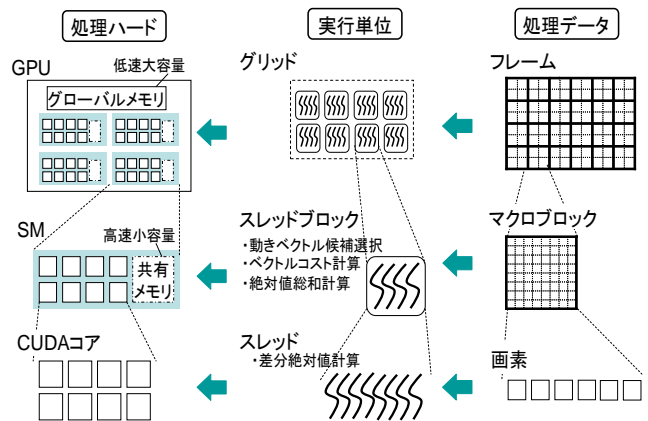 処理ハード
実行単位
処理データ
GPU
低速大容量
グリッド
フレーム
グローバルメモリ
SM
高速小容量
共有
メモリ
スレッドブロック
・動きベクトル候補選択
・ベクトルコスト計算
・絶対値総和計算
マクロブロック
CUDAコア
スレッド
・差分絶対値計算
画素